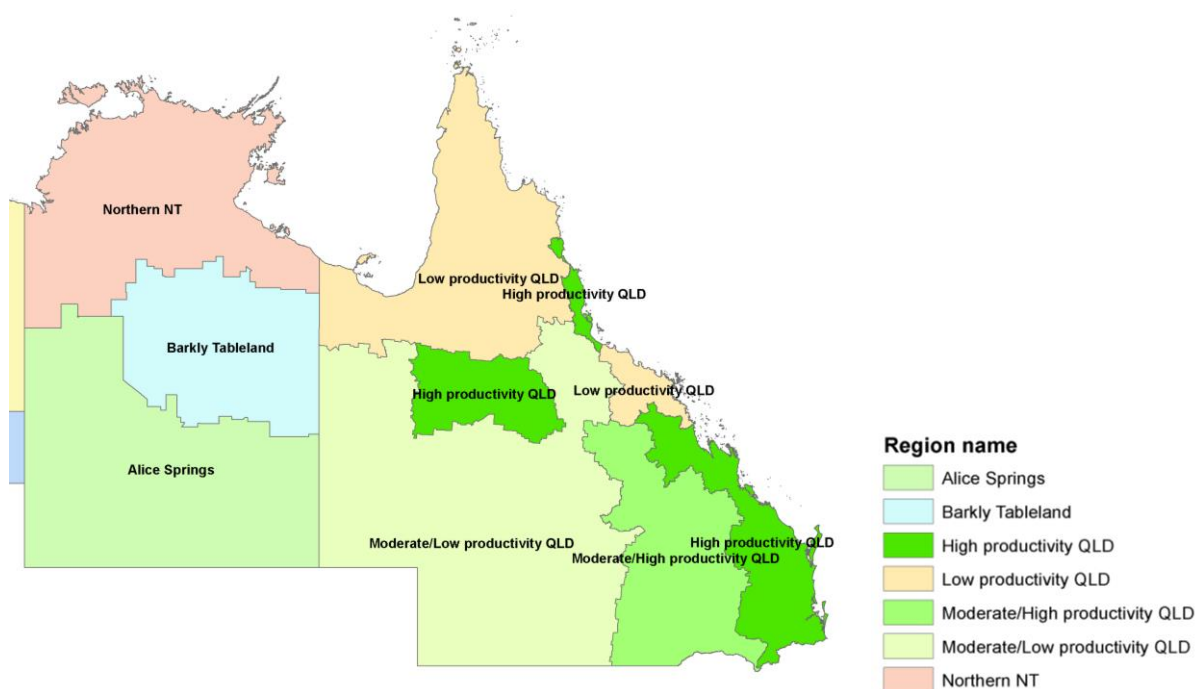 Northern NT
Low productivity QLD
High productivity QLD
Barkly Tableland
High productivity QLD
Low productivity QLD
Alice Springs
Moderate/Low productivity QLD
High productivity QLD
Moderate/High productivity QLD
Region name
Alice Springs
Barkly Tableland
High productivity QLD
Low productivity QLD
Moderate/High productivity QLD
Moderate/Low productivity QLD
Northern NT